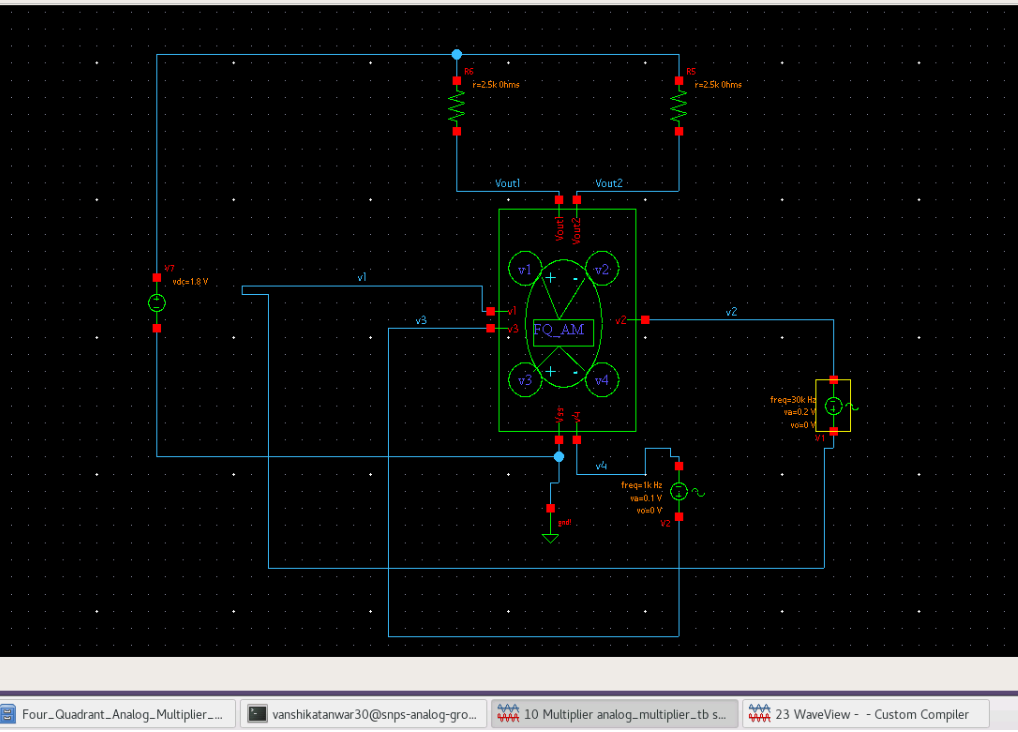 R6
r=2.5k Ohms
R5
r=2.5k Ohms
Vout1
Vout2
Vout1
Vout2
V7
vdc=1.8 V
v1
v1
v2
+
-
v1
v3
v3
FQ_AM
v2
v2
v3
v4
+
-
freq=30k Hz
va=0.2 V
vo=0 V
V1
Vss
v4
v4
freq=1k Hz
va=0.1 V
vo=0 V
V2
gnd!
Four_Quadrant_Analog_Multiplier_...
vanshikatanwar30@snps-analog-gro...
10 Multiplier analog_multiplier_tb s...
23 WaveView - - Custom Compiler